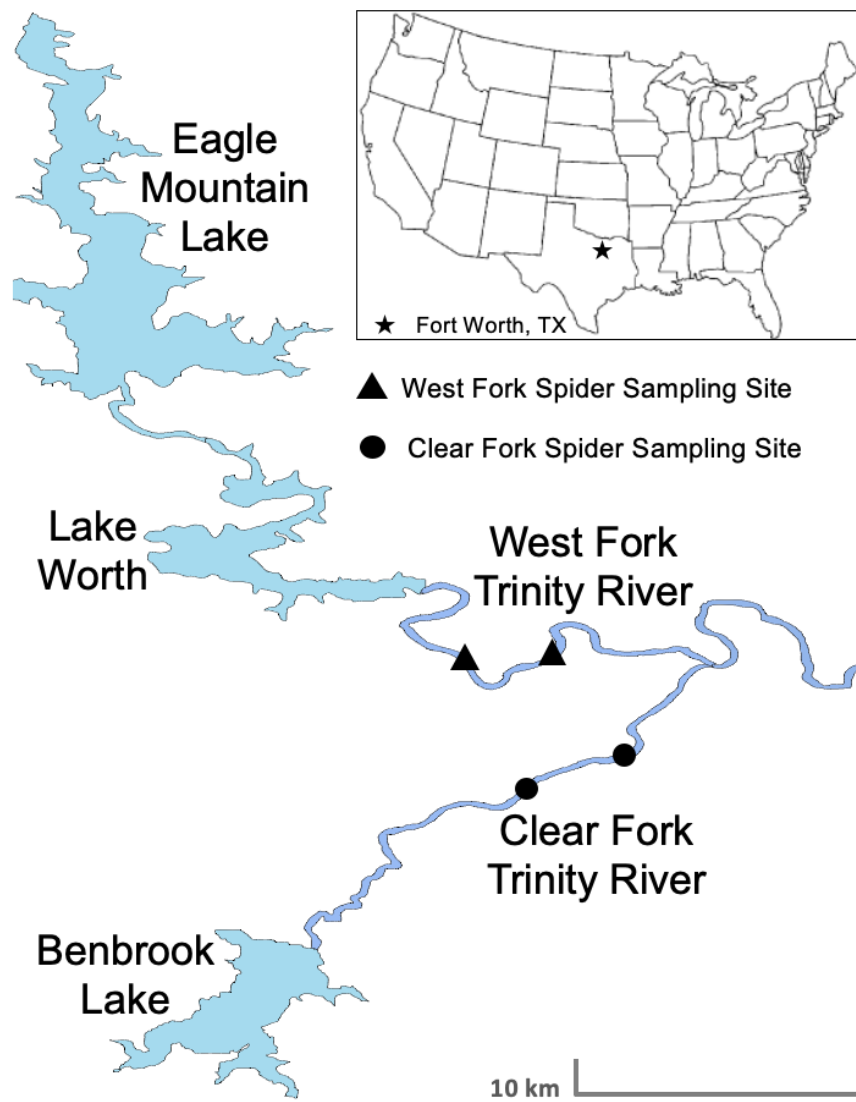 Eagle
Mountain
Lake
Fort Worth, TX
West Fork Spider Sampling Site
Clear Fork Spider Sampling Site
Lake
Worth
West Fork
Trinity River
Clear Fork
Trinity River
Benbrook
Lake
10 km